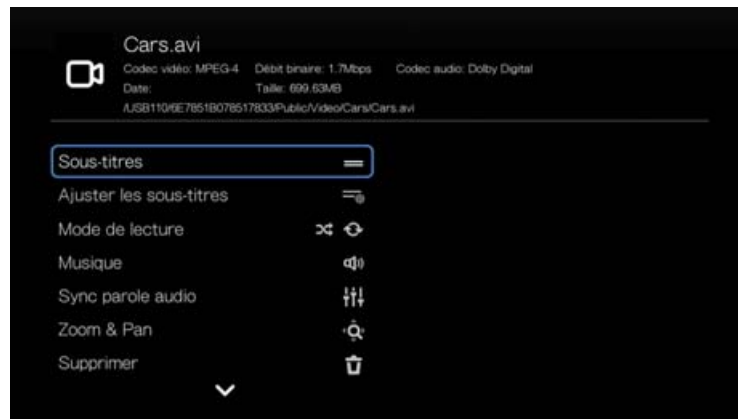 Cars.avi
Codec vidéo: MPEG-4 Débit binaire: 1.7Mbps Codec audio: Dolby Digital
Date: Taille: 699.63MB
/USB110/6E7851B078517833/Public/Video/Cars/Cars.avi
Sous-titres
Ajuster les sous-titres
Mode de lecture
Musique
Sync parole audio
Zoom & Pan
Supprimer